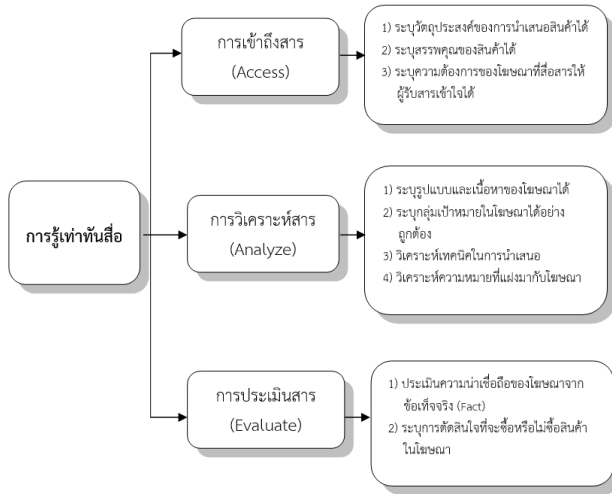 การรู้เท่าทันสื่อ
การเข้าถึงสาร
(Access)
1) ระบุวัตถุประสงค์ของการนำเสนอสินค้าได้
2) ระบุสรรพคุณของสินค้าได้
3) ระบุความต้องการของโฆษณาที่สื่อสารให้
ผู้รับสารเข้าใจได้
การวิเคราะห์สาร
(Analyze)
1) ระบุรูปแบบและเนื้อหาของโฆษณาได้
2) ระบุกลุ่มเป้าหมายในโฆษณาได้อย่าง
ถูกต้อง
3) วิเคราะห์เทคนิคในการนำเสนอ
4) วิเคราะห์ความหมายที่แฝงมากับโฆษณา
การประเมินสาร
(Evaluate)
1) ประเมินความน่าเชื่อถือของโฆษณาจาก
ข้อเท็จจริง (Fact)
2) ระบุการตัดสินใจที่จะซื้อหรือไม่ซื้อสินค้า
ในโฆษณา